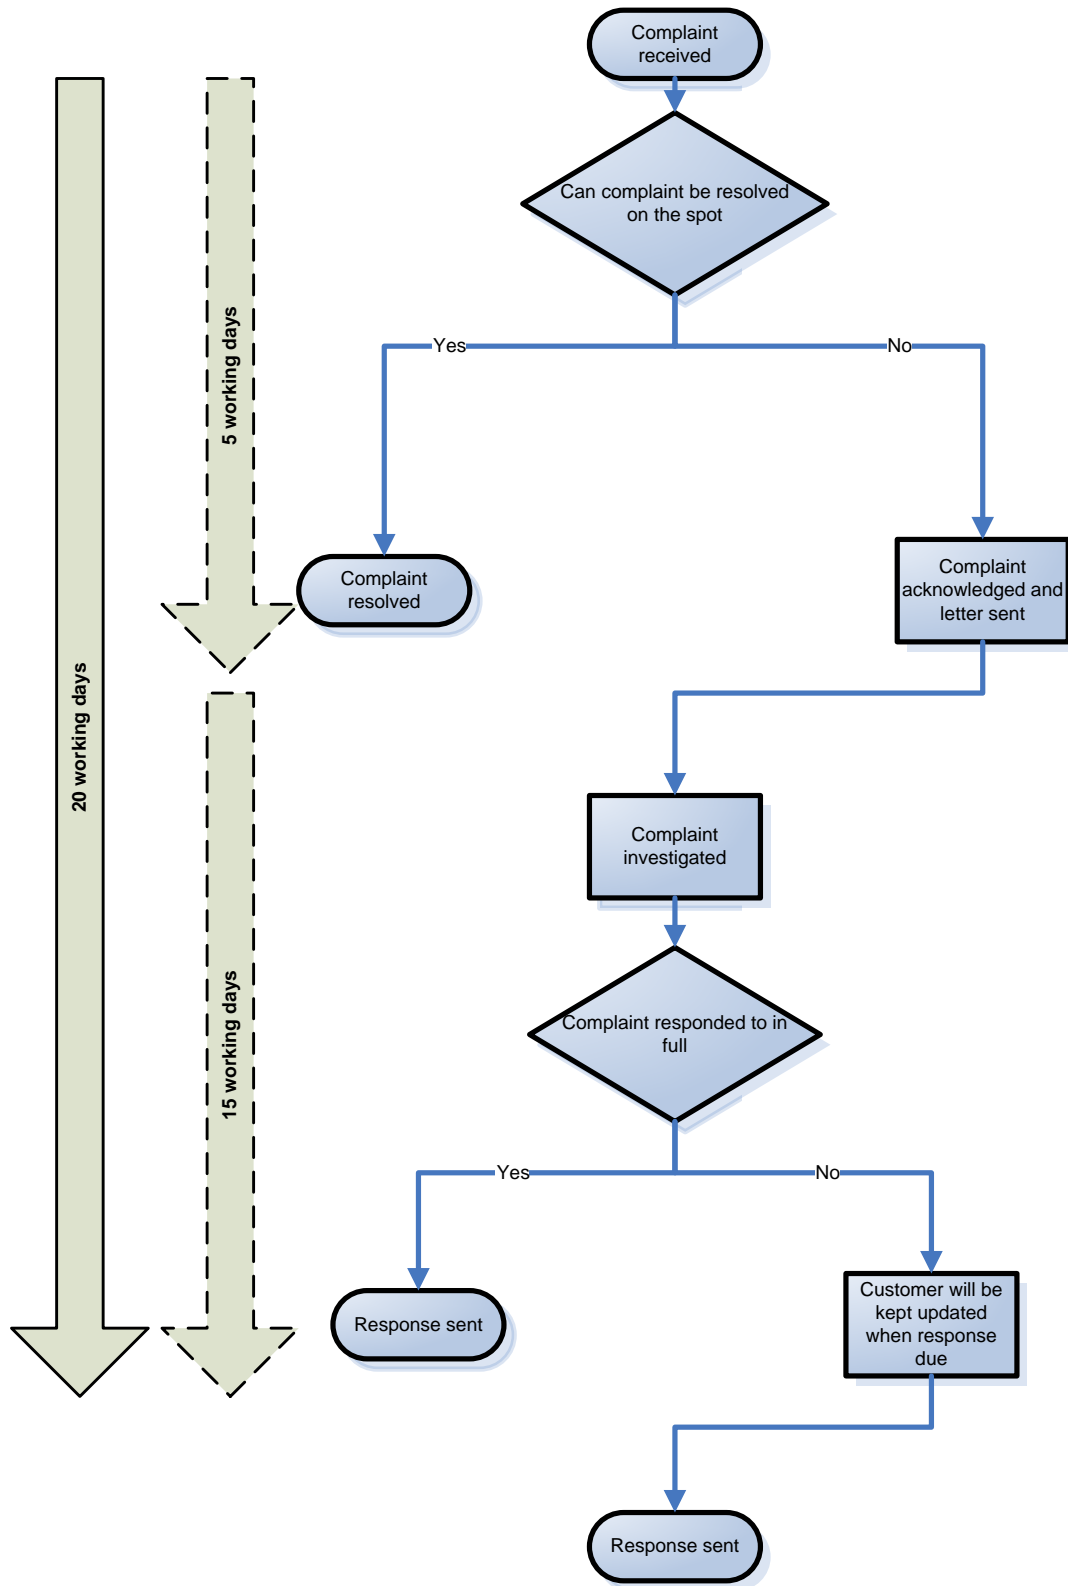 Complaint
received
Can complaint be resolved
on the spot
Yes
No
5 working days
Complaint
resolved
Complaint
acknowledged and
letter sent
20 working days
Complaint
investigated
15 working days
Complaint responded to in
full
Yes
No
Response sent
Customer will be
kept updated
when response
due
Response sent